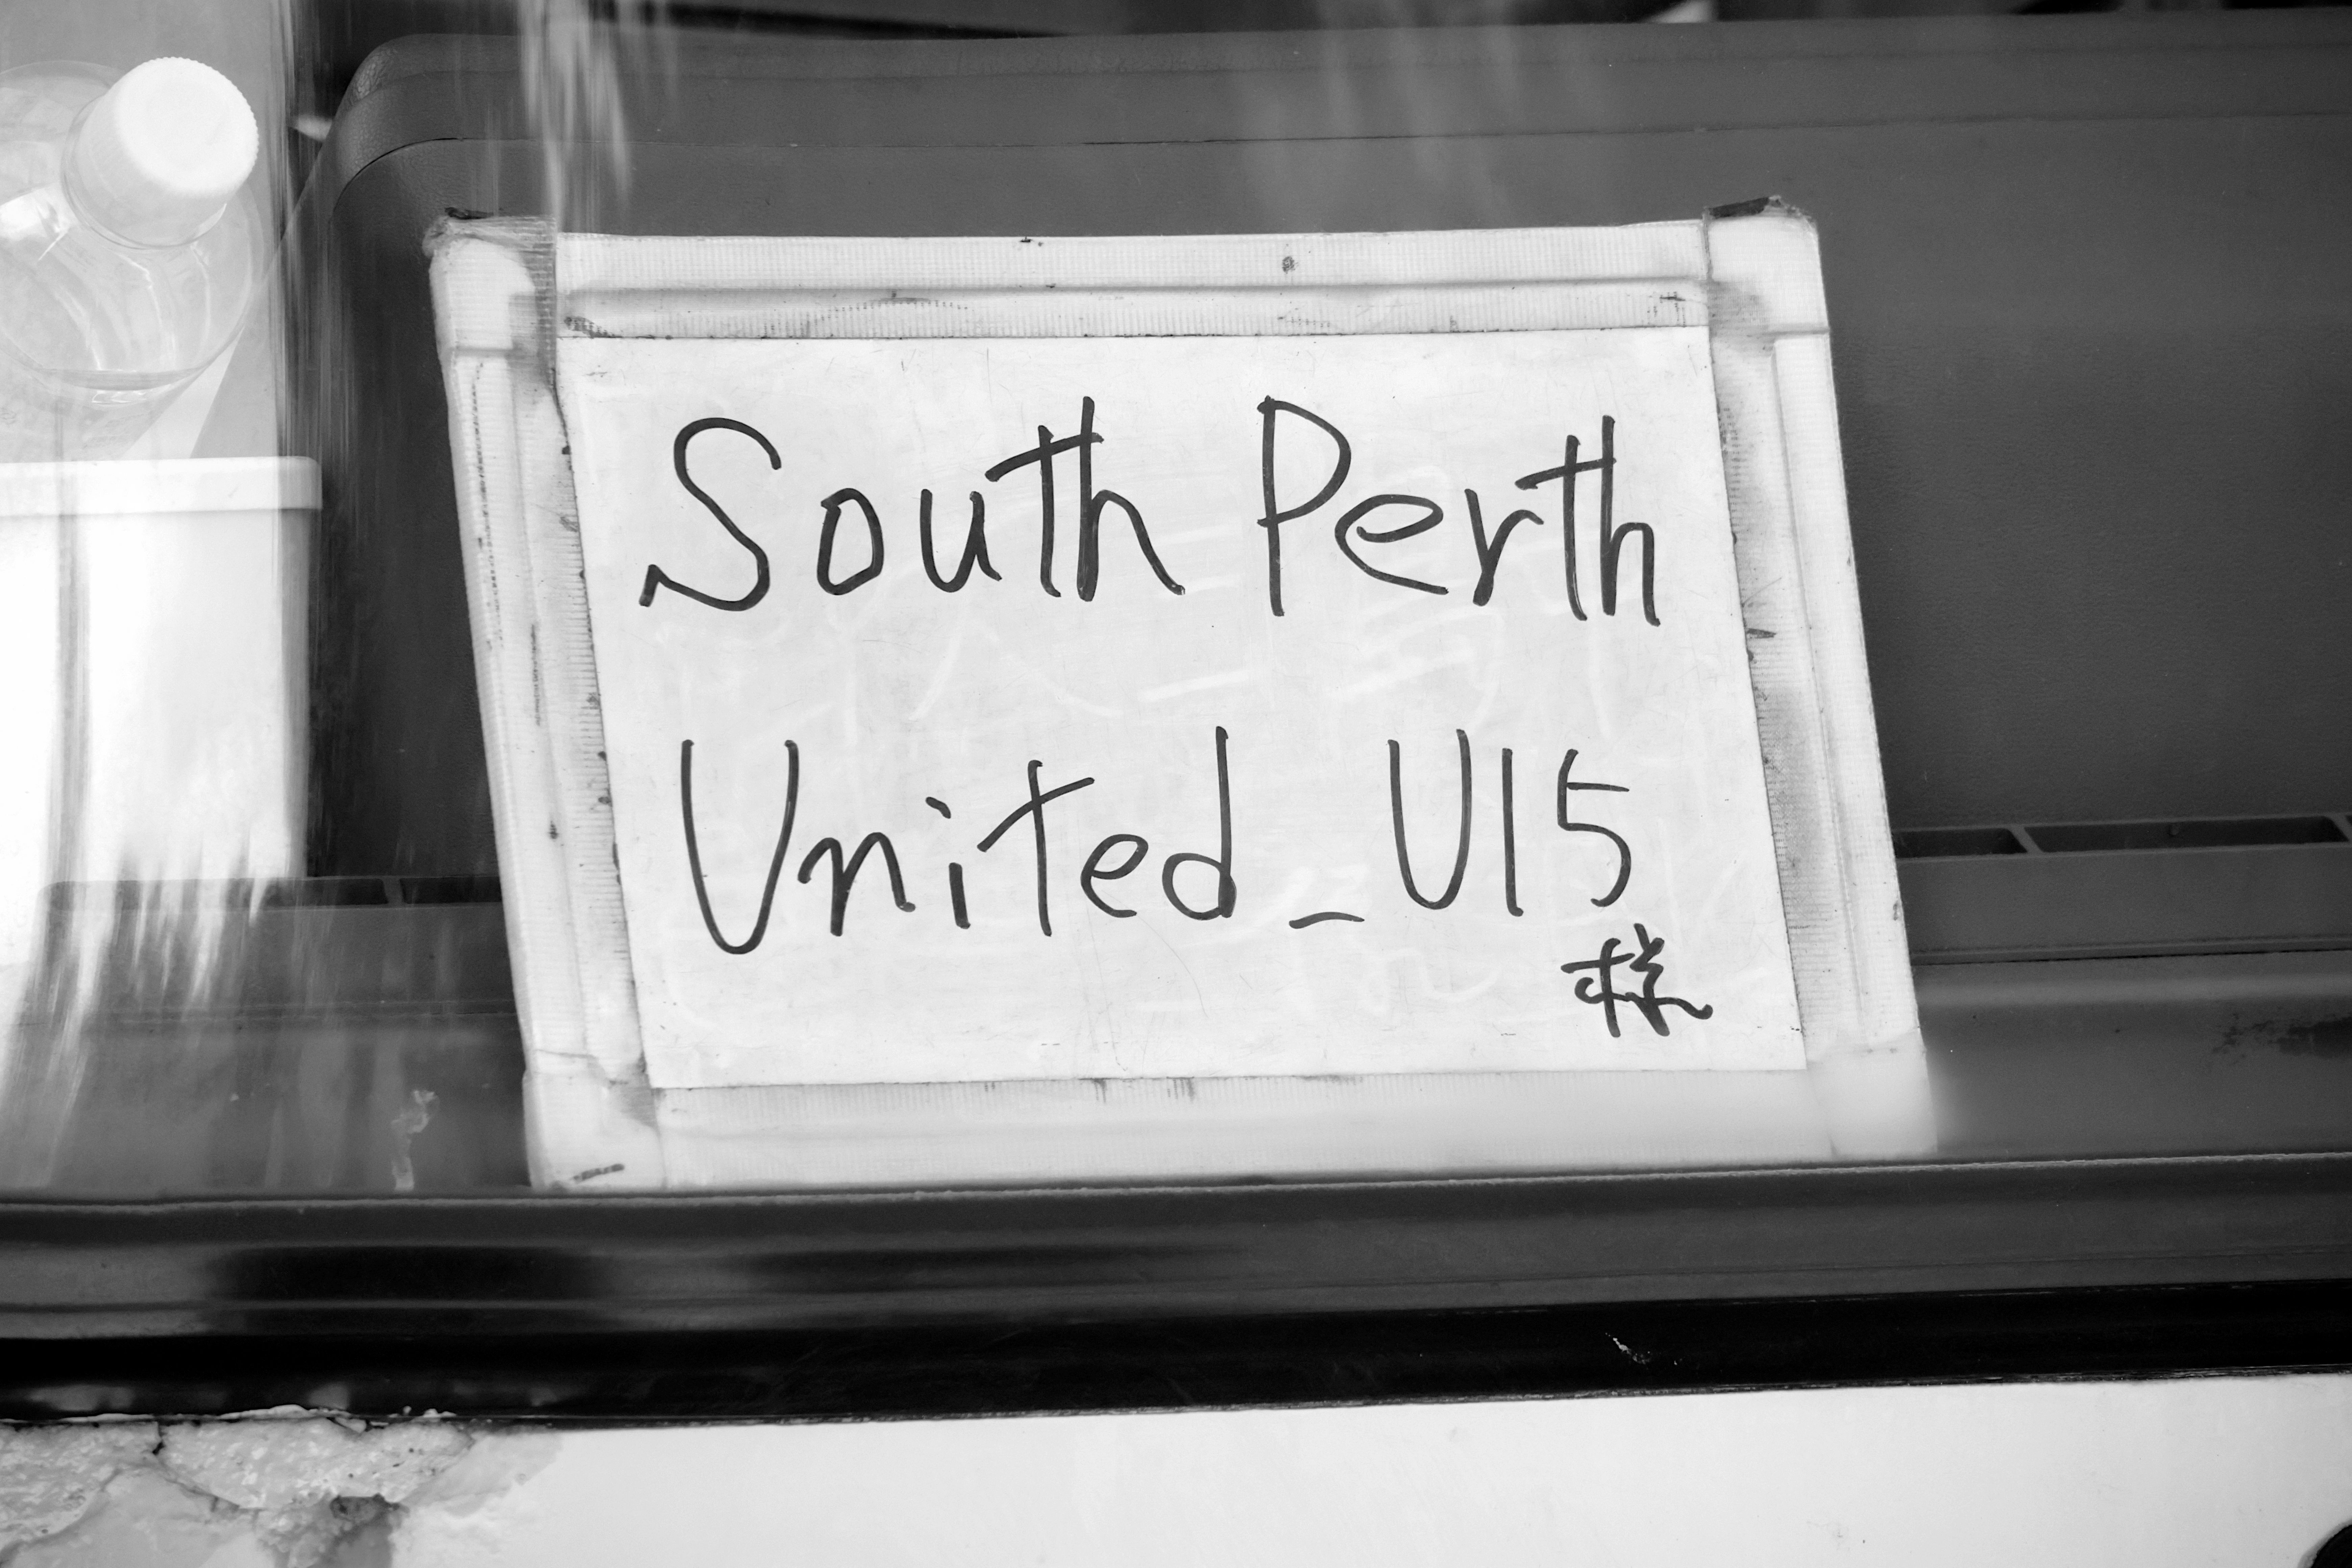 South Perth
United_U15
様